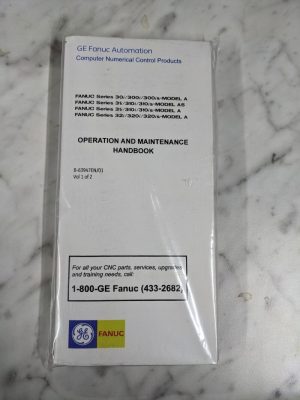 GE Fanuc Automation
Computer Numerical Control Products
FANUC Series 30i/300i/300is-MODEL A
FANUC Series 31i/310i/310is-MODEL A5
FANUC Series 31i/310i/310is-MODEL A
FANUC Series 32i/320i/320is-MODEL A
OPERATION AND MAINTENANCE
HANDBOOK
B-63947EN/01
Vol 1 of 2
For all your CNC parts, services, upgrades
and training needs, call:
1-800-GE Fanuc (433-2682)
GE
FANUC